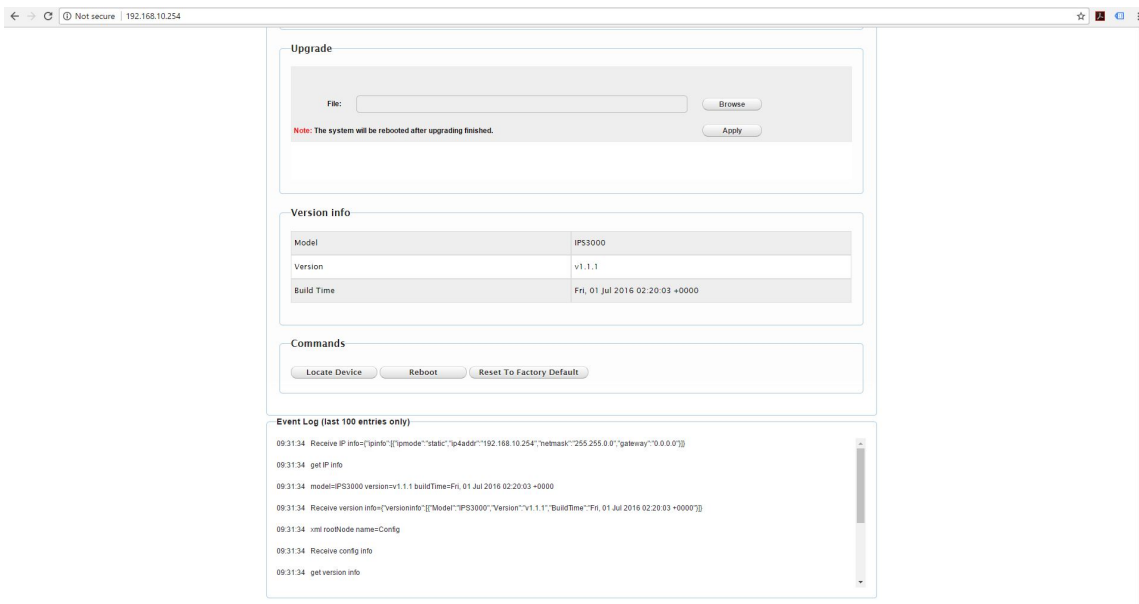 Not secure | 192.168.10.254
Upgrade
File:
Browse
Note: The system will be rebooted after upgrading finished.
Apply
Version info
Model IPS3000
Version v1.1.1
Build Time Fri, 01 Jul 2016 02:20:03 +0000
Commands
Locate Device Reboot Reset To Factory Default
Event Log (last 100 entries only)
09:31:34 Receive IP info={"ipinfo":[{"ipmode":"static","ip4addr":"192.168.10.254","netmask":"255.255.0.0","gateway":"0.0.0.0"}]}
09:31:34 get IP info
09:31:34 model=IPS3000 version=v1.1.1 buildTime=Fri, 01 Jul 2016 02:20:03 +0000
09:31:34 Receive version info={"versioninfo":[{"Model":"IPS3000","Version":"v1.1.1","BuildTime":"Fri, 01 Jul 2016 02:20:03 +0000"}]}
09:31:34 xml rootNode name=Config
09:31:34 Receive config info
09:31:34 get version info